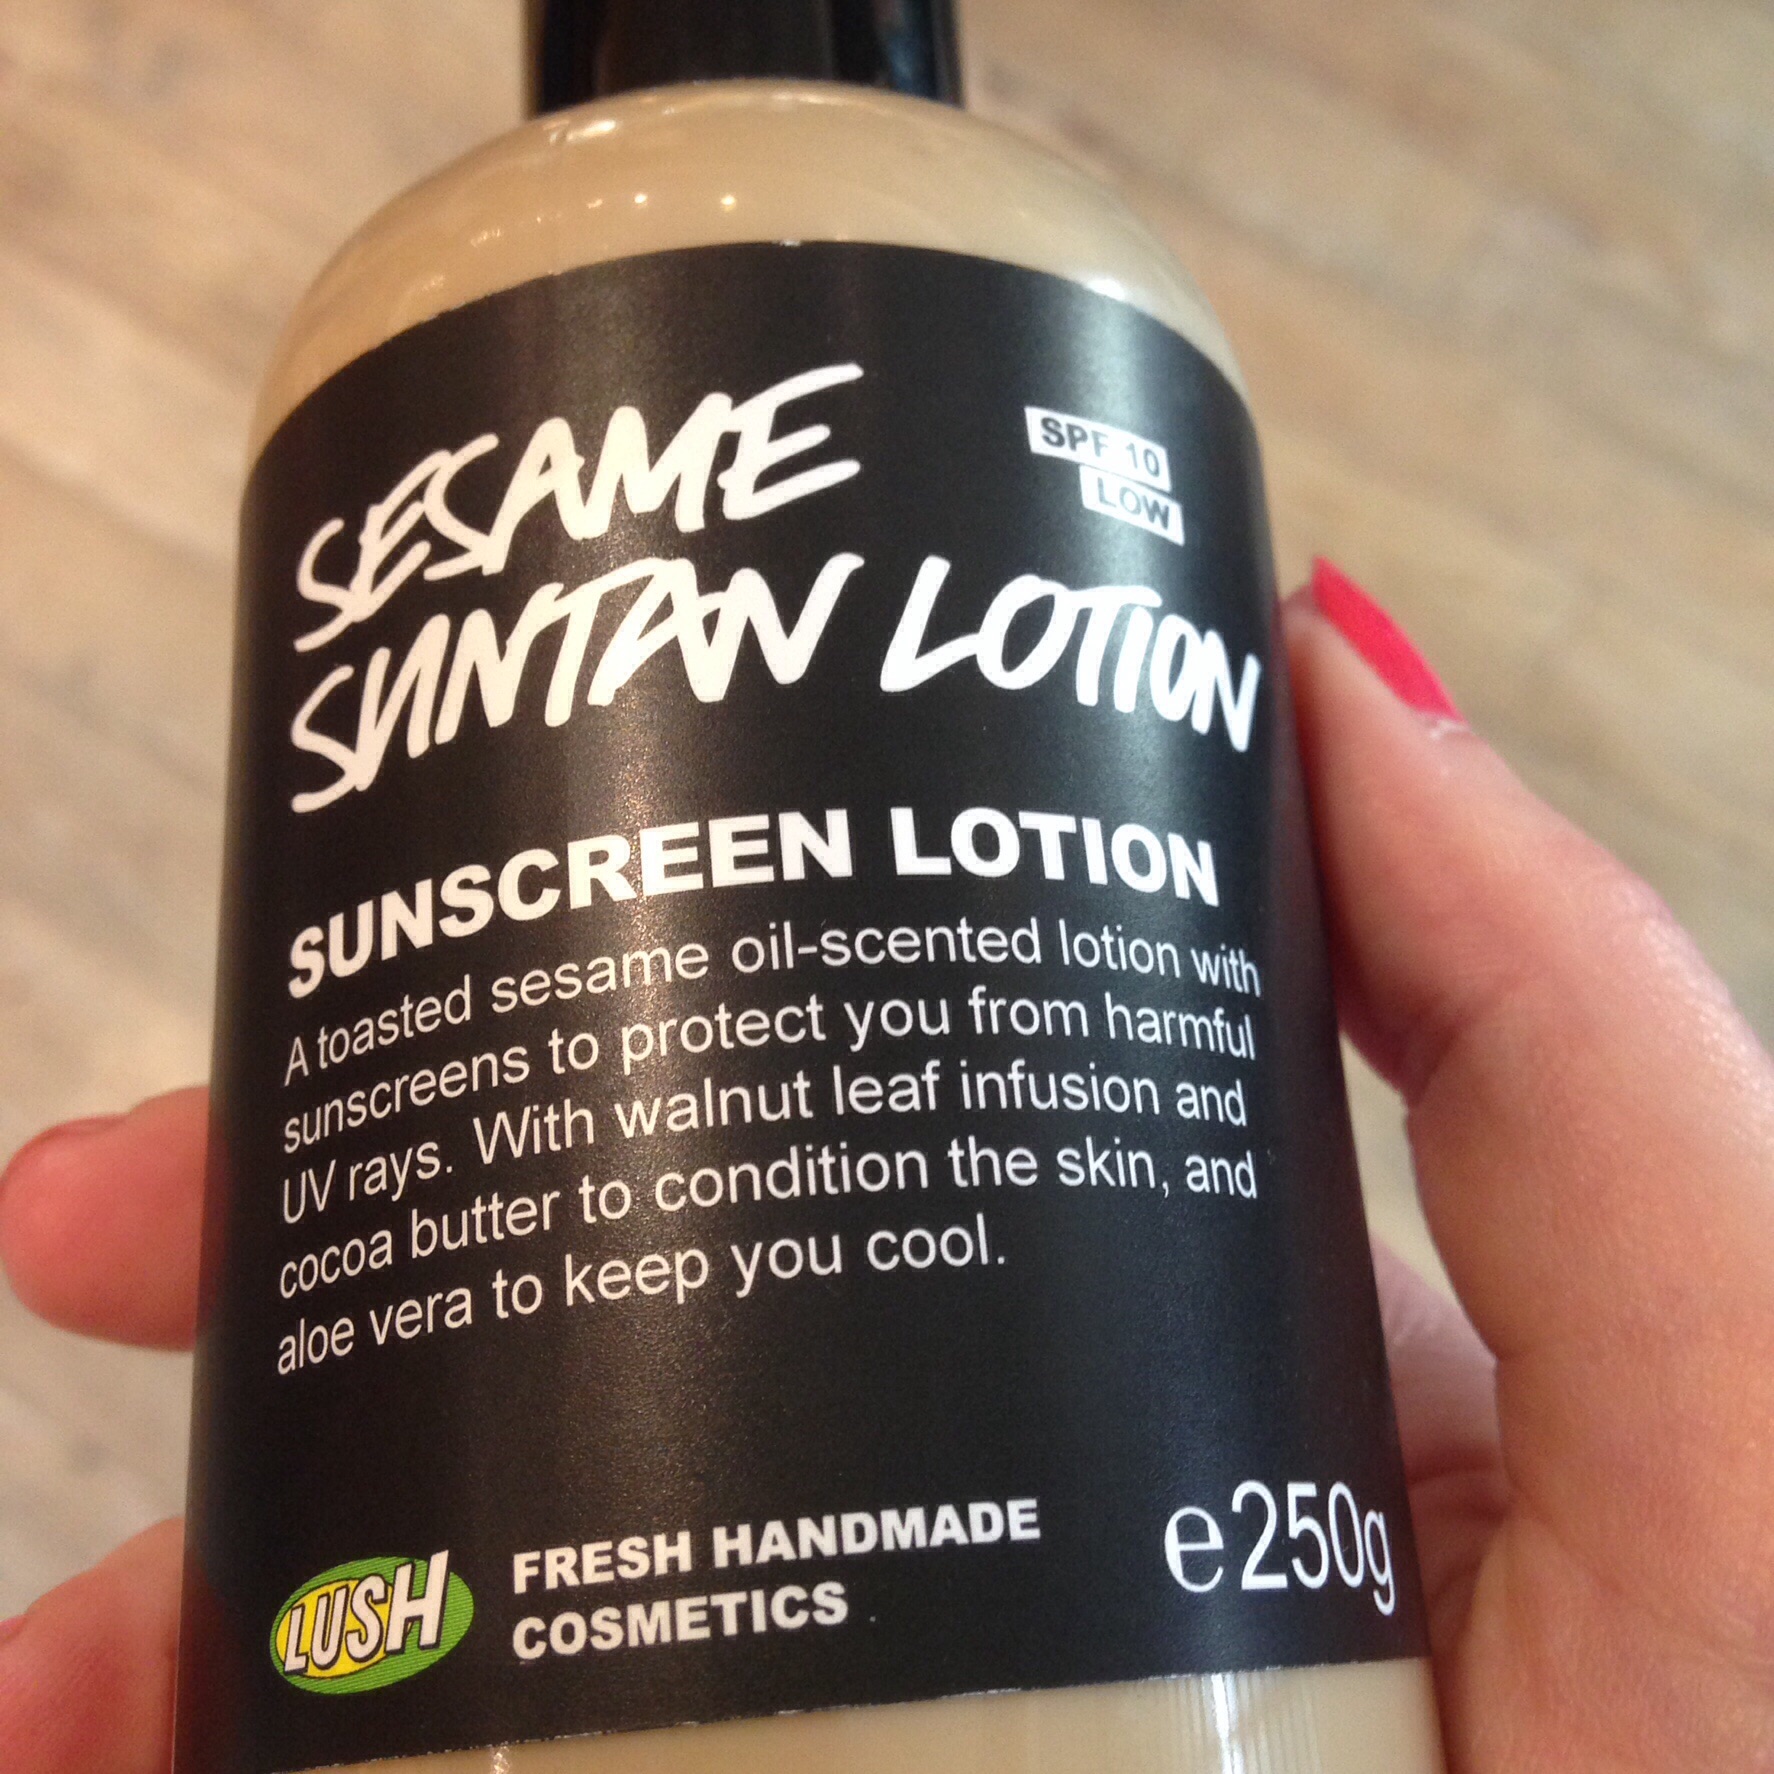 SESAME
SUNTAN LOTION
SPF 10
LOW
SUNSCREEN LOTION
A toasted sesame oil-scented lotion with
sunscreens to protect you from harmful
UV rays. With walnut leaf infusion and
cocoa butter to condition the skin, and
aloe vera to keep you cool.
LUSH
FRESH HANDMADE
COSMETICS
e250g